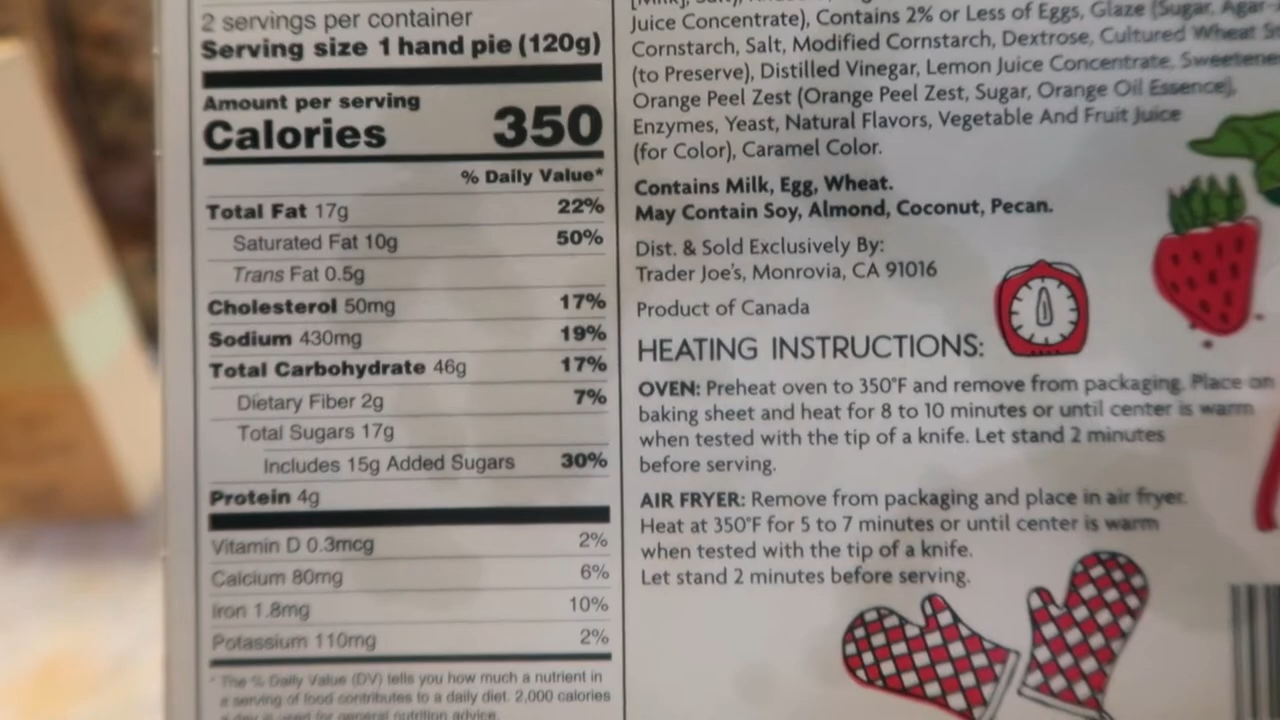 2 servings per container
Serving size 1 hand pie (120g)
Amount per serving
Calories 350
% Daily Value*
Total Fat 17g 22%
Saturated Fat 10g 50%
Trans Fat 0.5g
Cholesterol 50mg 17%
Sodium 430mg 19%
Total Carbohydrate 46g 17%
Dietary Fiber 2g 7%
Total Sugars 17g
Includes 15g Added Sugars 30%
Protein 4g
Vitamin D 0.3mcg 2%
Calcium 80mg 6%
Iron 1.8mg 10%
Potassium 110mg 2%
* The % Daily Value (DV) tells you how much a nutrient in
a serving of food contributes to a daily diet. 2,000 calories
a day is used for general nutrition advice.
Juice Concentrate), Contains 2% or Less of Eggs, Glaze (Sugar, Agar-
Cornstarch, Salt, Modified Cornstarch, Dextrose, Cultured Wheat
(to Preserve), Distilled Vinegar, Lemon Juice Concentrate, Sweetene
Orange Peel Zest (Orange Peel Zest, Sugar, Orange Oil Essence),
Enzymes, Yeast, Natural Flavors, Vegetable And Fruit Juice
(for Color), Caramel Color.
Contains Milk, Egg, Wheat.
May Contain Soy, Almond, Coconut, Pecan.
Dist. & Sold Exclusively By:
Trader Joe's, Monrovia, CA 91016
Product of Canada
HEATING INSTRUCTIONS:
OVEN: Preheat oven to 350°F and remove from packaging. Place on
baking sheet and heat for 8 to 10 minutes or until center is warm
when tested with the tip of a knife. Let stand 2 minutes
before serving.
AIR FRYER: Remove from packaging and place in air fryer.
Heat at 350°F for 5 to 7 minutes or until center is warm
when tested with the tip of a knife.
Let stand 2 minutes before serving.